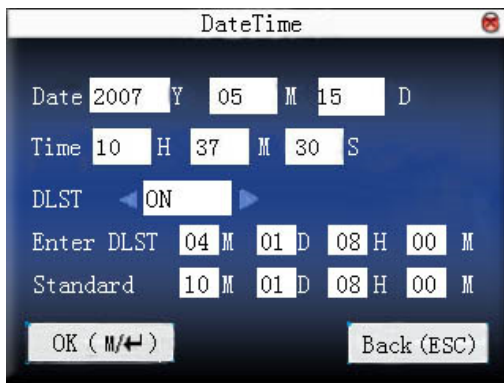 DateTime
Date 2007 Y 05 M 15 D
Time 10 H 37 M 30 S
DLST ON
Enter DLST 04 M 01 D 08 H 00 M
Standard 10 M 01 D 08 H 00 M
OK (M/↵) Back (ESC)